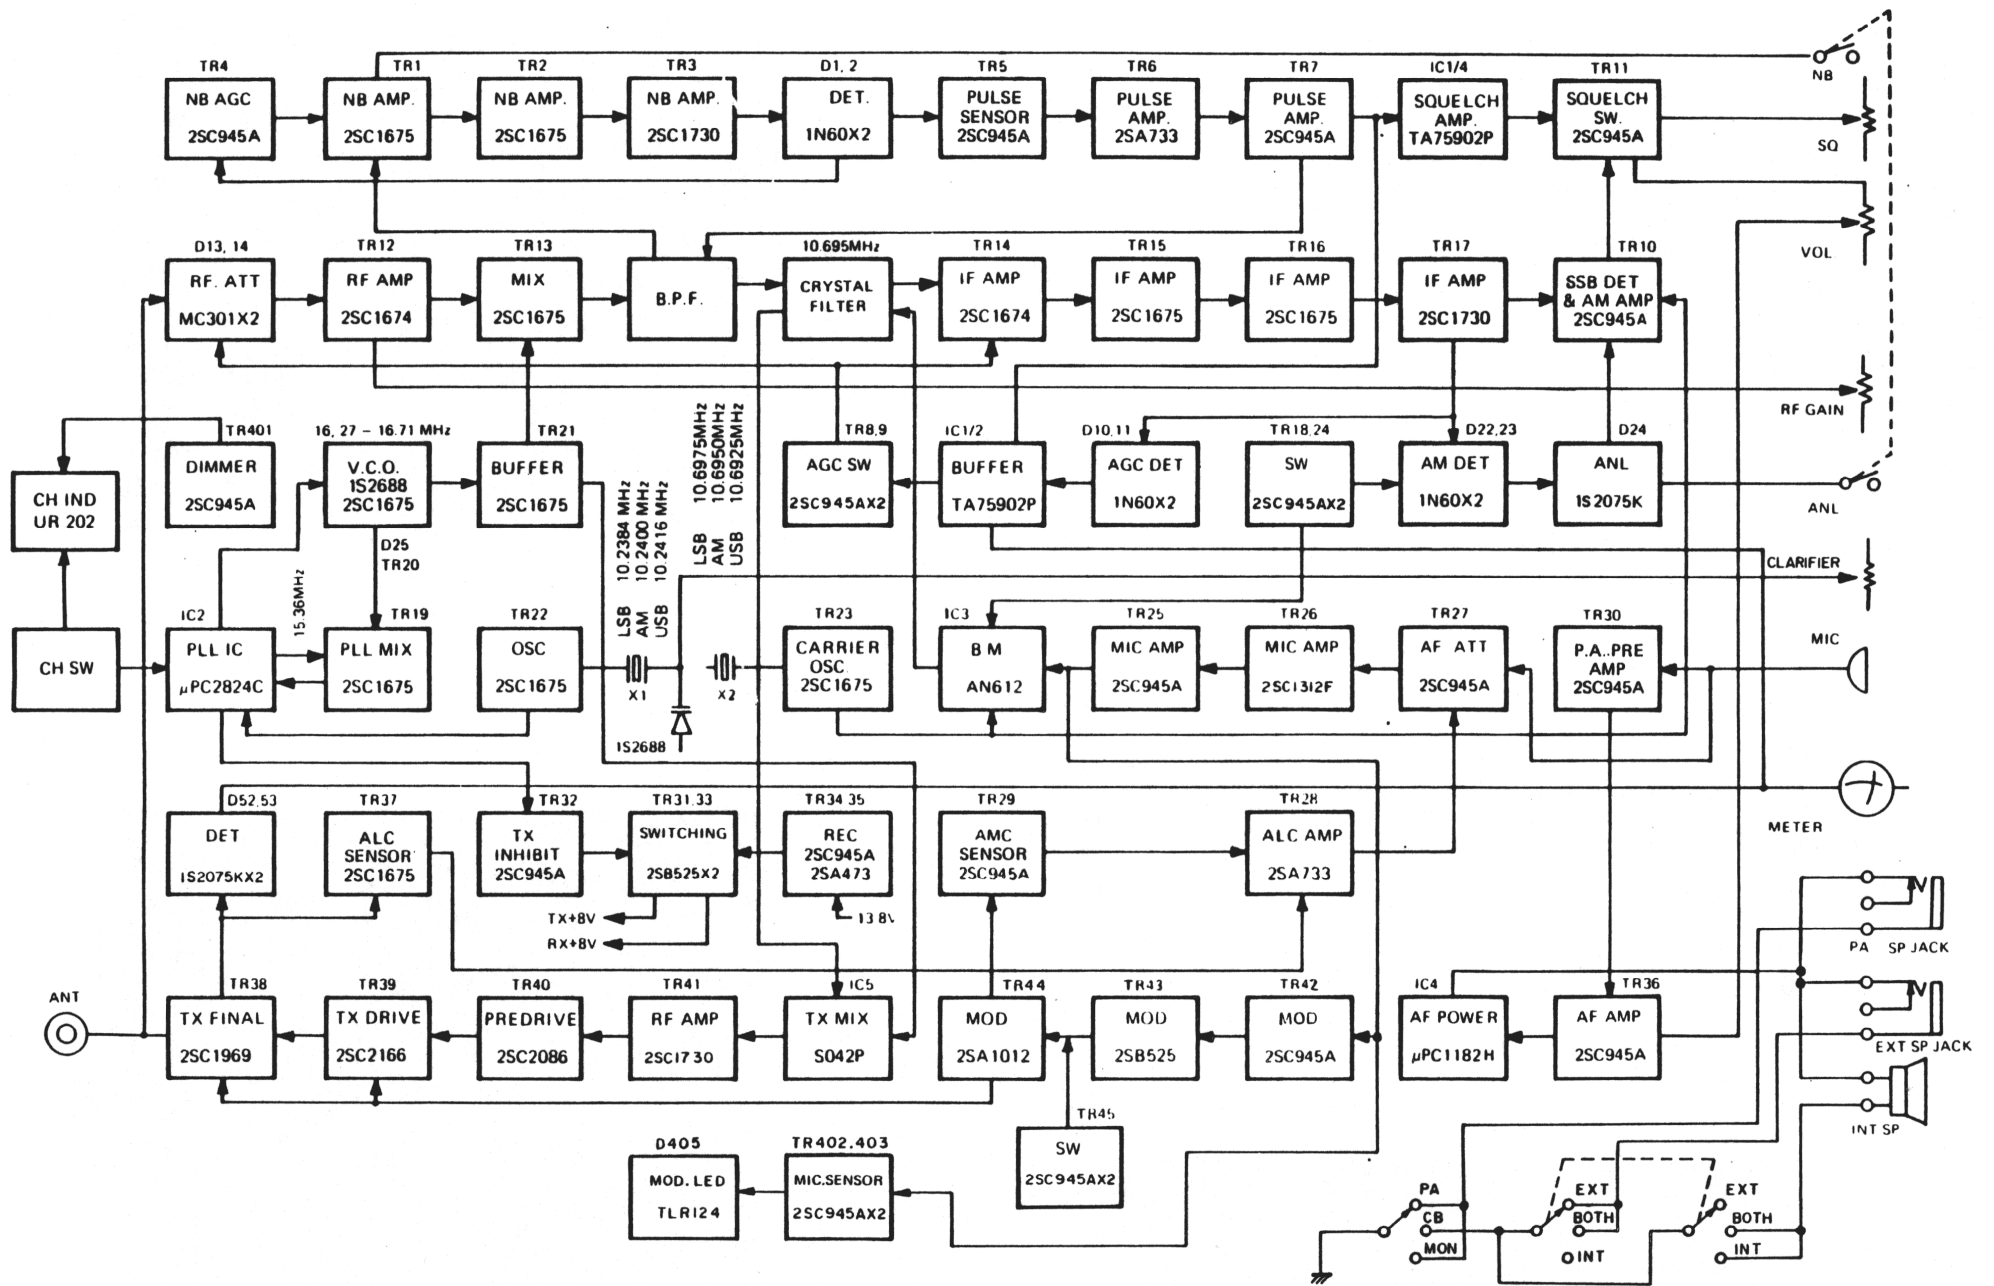 TR4
NB AGC
2SC945A
TR1
NB AMP.
2SC1675
TR2
NB AMP.
2SC1675
TR3
NB AMP.
2SC1730
D1, 2
DET.
1N60X2
TR5
PULSE
SENSOR
2SC945A
TR6
PULSE
AMP.
2SA733
TR7
PULSE
AMP.
2SC945A
IC1/4
SQUELCH
AMP.
TA75902P
TR11
SQUELCH
SW.
2SC945A
NB
SQ
VOL
D13, 14
RF. ATT
MC301X2
TR12
RF AMP
2SC1674
TR13
MIX
2SC1675
B.P.F.
10.695MHz
CRYSTAL
FILTER
TR14
IF AMP
2SC1674
TR15
IF AMP
2SC1675
TR16
IF AMP
2SC1675
TR17
IF AMP
2SC1730
TR10
SSB DET
& AM AMP
2SC945A
RF GAIN
CH IND
UR 202
TR401
DIMMER
2SC945A
16, 27 – 16.71 MHz
V.C.O.
1S2688
2SC1675
D25
TR20
TR21
BUFFER
2SC1675
LSB 10.2384 MHz
AM 10.2400 MHz
USB 10.2416 MHz
LSB 10.6975MHz
AM 10.6950MHz
USB 10.6925MHz
TR8,9
AGC SW
2SC945AX2
IC1/2
BUFFER
TA75902P
D10,11
AGC DET
1N60X2
TR18,24
SW
2SC945AX2
D22,23
AM DET
1N60X2
D24
ANL
1S2075K
ANL
CLARIFIER
CH SW
IC2
PLL IC
µPC2824C
15.36MHz
TR19
PLL MIX
2SC1675
TR22
OSC
2SC1675
X1
1S2688
X2
TR23
CARRIER
OSC.
2SC1675
IC3
B M
AN612
TR25
MIC AMP
2SC945A
TR26
MIC AMP
2SC1312F
TR27
AF ATT
2SC945A
TR30
P.A..PRE
AMP
2SC945A
MIC
D52,53
DET
1S2075KX2
TR37
ALC
SENSOR
2SC1675
TR32
TX
INHIBIT
2SC945A
TR31.33
SWITCHING
2SB525X2
TX+8V
RX+8V
TR34 35
REC
2SC945A
2SA473
13 8V
TR29
AMC
SENSOR
2SC945A
TR28
ALC AMP
2SA733
METER
PA SP JACK
ANT
TR38
TX FINAL
2SC1969
TR39
TX DRIVE
2SC2166
TR40
PREDRIVE
2SC2086
TR41
RF AMP
2SC1730
IC5
TX MIX
S042P
TR44
MOD
2SA1012
TR43
MOD
2SB525
TR42
MOD
2SC945A
IC4
AF POWER
µPC1182H
TR36
AF AMP
2SC945A
EXT SP JACK
INT SP
D405
MOD. LED
TLR124
TR402.403
MIC.SENSOR
2SC945AX2
TR45
SW
2SC945AX2
PA
CB
MON
EXT
BOTH
INT
EXT
BOTH
INT